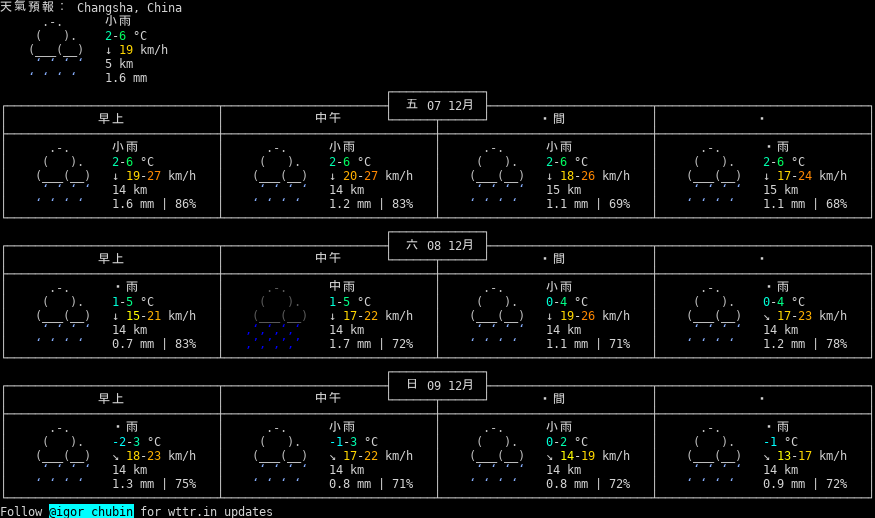 天氣預報： Changsha, China
小雨
2-6 °C
↓ 19 km/h
5 km
1.6 mm
五 07 12月
早上 中午 ・間 ・
小雨 小雨 小雨 ・雨
2-6 °C 2-6 °C 2-6 °C 2-6 °C
↓ 19-27 km/h ↓ 20-27 km/h ↓ 18-26 km/h ↓ 17-24 km/h
14 km 14 km 15 km 15 km
1.6 mm | 86% 1.2 mm | 83% 1.1 mm | 69% 1.1 mm | 68%
六 08 12月
早上 中午 ・間 ・
・雨 中雨 小雨 ・雨
1-5 °C 1-5 °C 0-4 °C 0-4 °C
↓ 15-21 km/h ↓ 17-22 km/h ↓ 19-26 km/h ↘ 17-23 km/h
14 km 14 km 14 km 14 km
0.7 mm | 83% 1.7 mm | 72% 1.1 mm | 71% 1.2 mm | 78%
日 09 12月
早上 中午 ・間 ・
・雨 小雨 小雨 ・雨
-2-3 °C -1-3 °C 0-2 °C -1 °C
↘ 18-23 km/h ↘ 17-22 km/h ↘ 14-19 km/h ↘ 13-17 km/h
14 km 14 km 14 km 14 km
1.3 mm | 75% 0.8 mm | 71% 0.8 mm | 72% 0.9 mm | 72%
Follow @igor_chubin for wttr.in updates